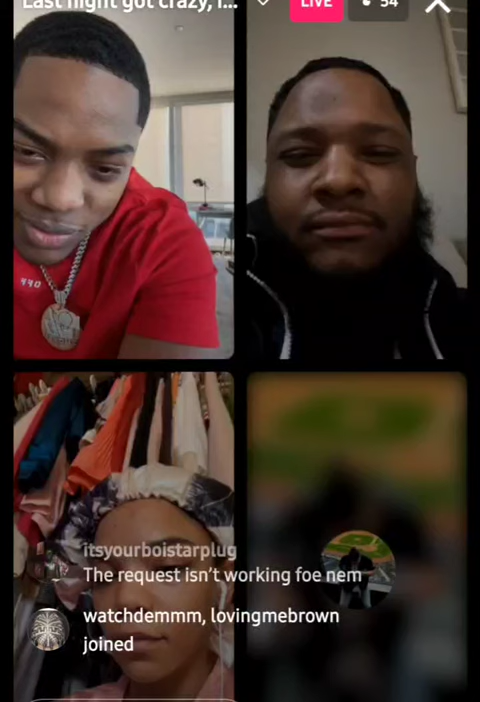 Last night got crazy, I...
LIVE
54
itsyourboistarplug
The request isn't working foe nem
watchdemmm, lovingmebrown
joined